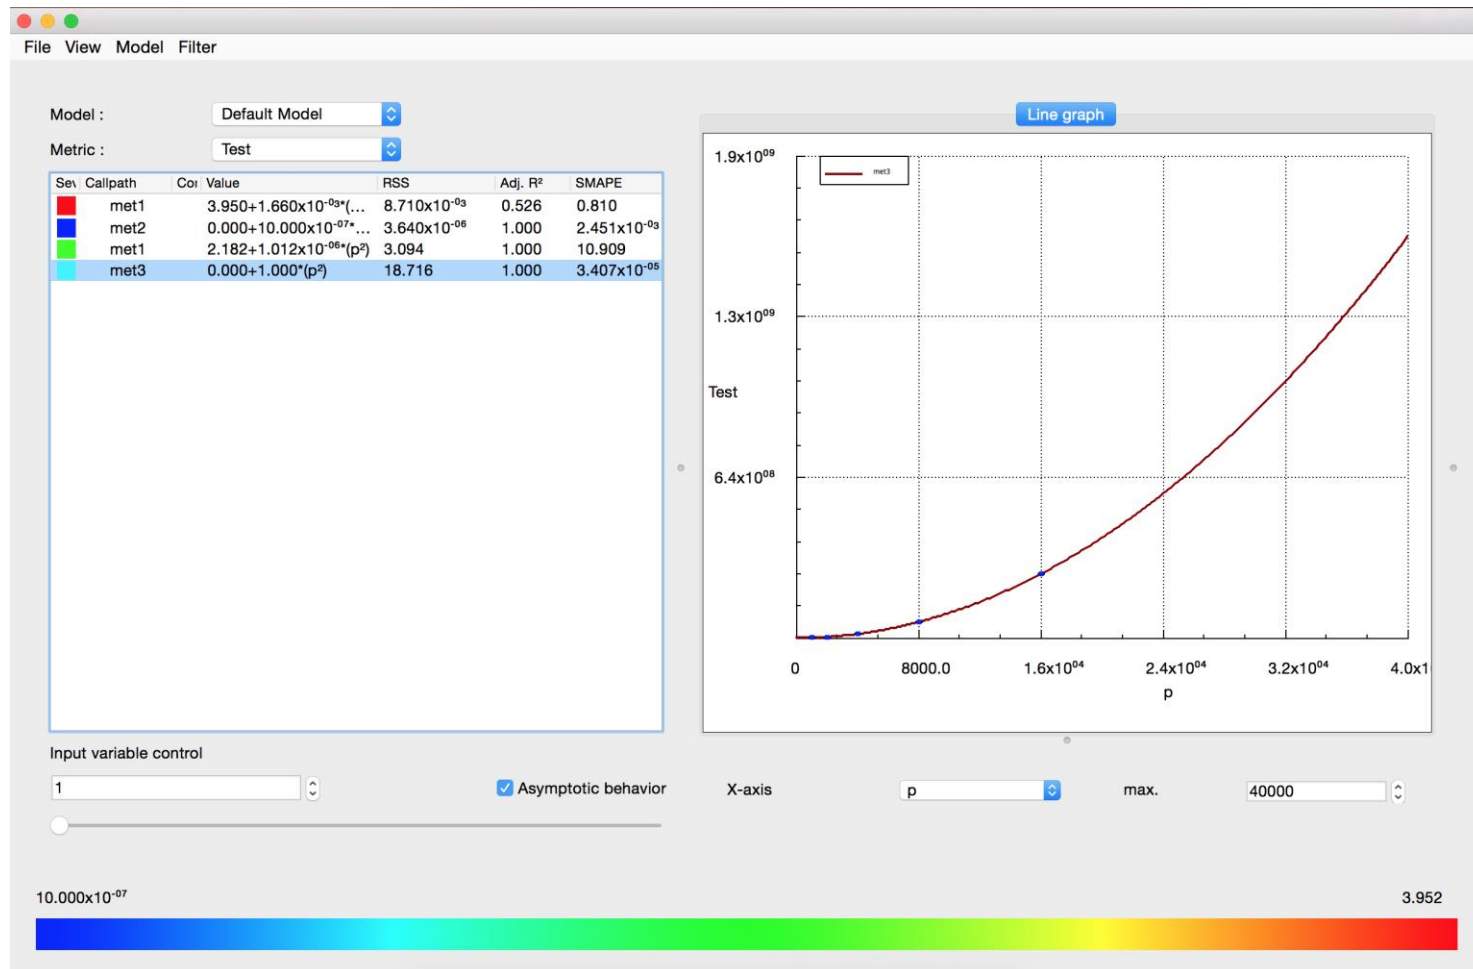 File View Model Filter
Model :
Default Model
Metric :
Test
Sev Callpath Coı Value RSS Adj. R² SMAPE
met1 3.950+1.660x10⁻⁰³*(… 8.710x10⁻⁰³ 0.526 0.810
met2 0.000+10.000x10⁻⁰⁷*… 3.640x10⁻⁰⁶ 1.000 2.451x10⁻⁰³
met1 2.182+1.012x10⁻⁰⁶*(p²) 3.094 1.000 10.909
met3 0.000+1.000*(p²) 18.716 1.000 3.407x10⁻⁰⁵
Line graph
met3
1.9x10⁰⁹
1.3x10⁰⁹
Test
6.4x10⁰⁸
0 8000.0 1.6x10⁰⁴ 2.4x10⁰⁴ 3.2x10⁰⁴ 4.0x1
p
Input variable control
1
Asymptotic behavior
X-axis
p
max.
40000
10.000x10⁻⁰⁷
3.952